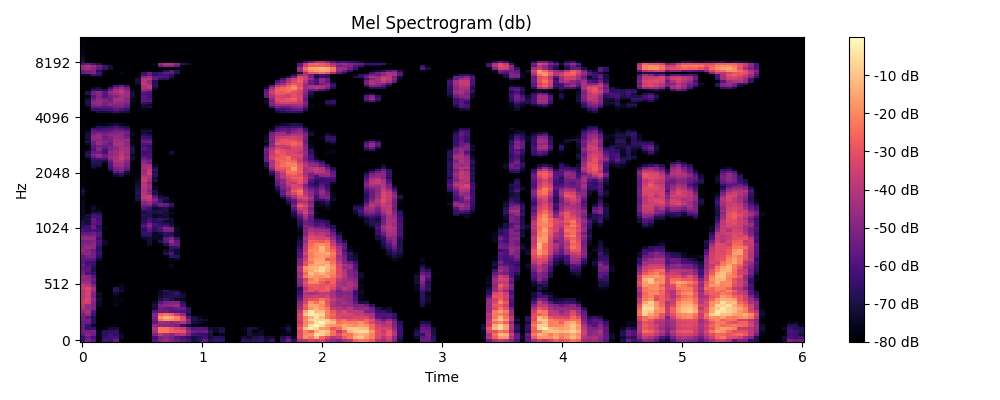 Mel Spectrogram (db)
Hz
8192
4096
2048
1024
512
0
0 1 2 3 4 5 6
Time
-10 dB
-20 dB
-30 dB
-40 dB
-50 dB
-60 dB
-70 dB
-80 dB